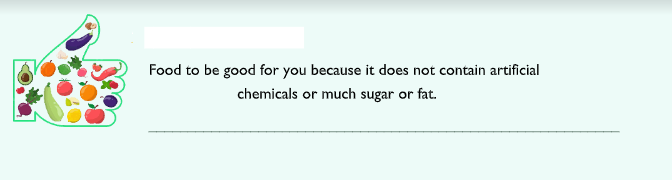 Food to be good for you because it does not contain artificial
chemicals or much sugar or fat.